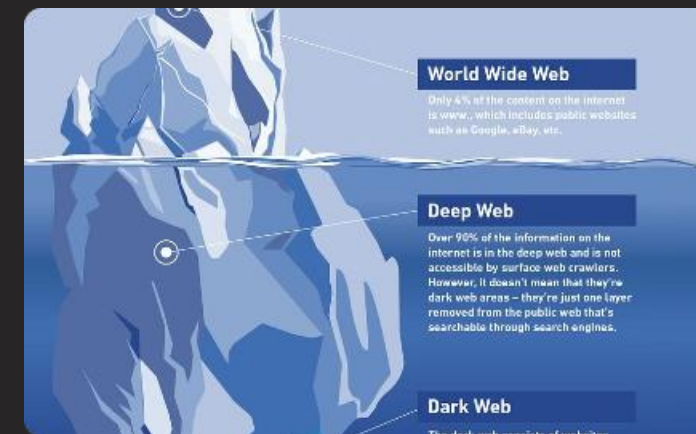 World Wide Web
Only 4% of the content on the internet
is www., which includes public websites
such as Google, eBay, etc.
Deep Web
Over 90% of the information on the
internet is in the deep web and is not
accessible by surface web crawlers.
However, it doesn't mean that they're
dark web areas – they're just one layer
removed from the public web that's
searchable through search engines.
Dark Web